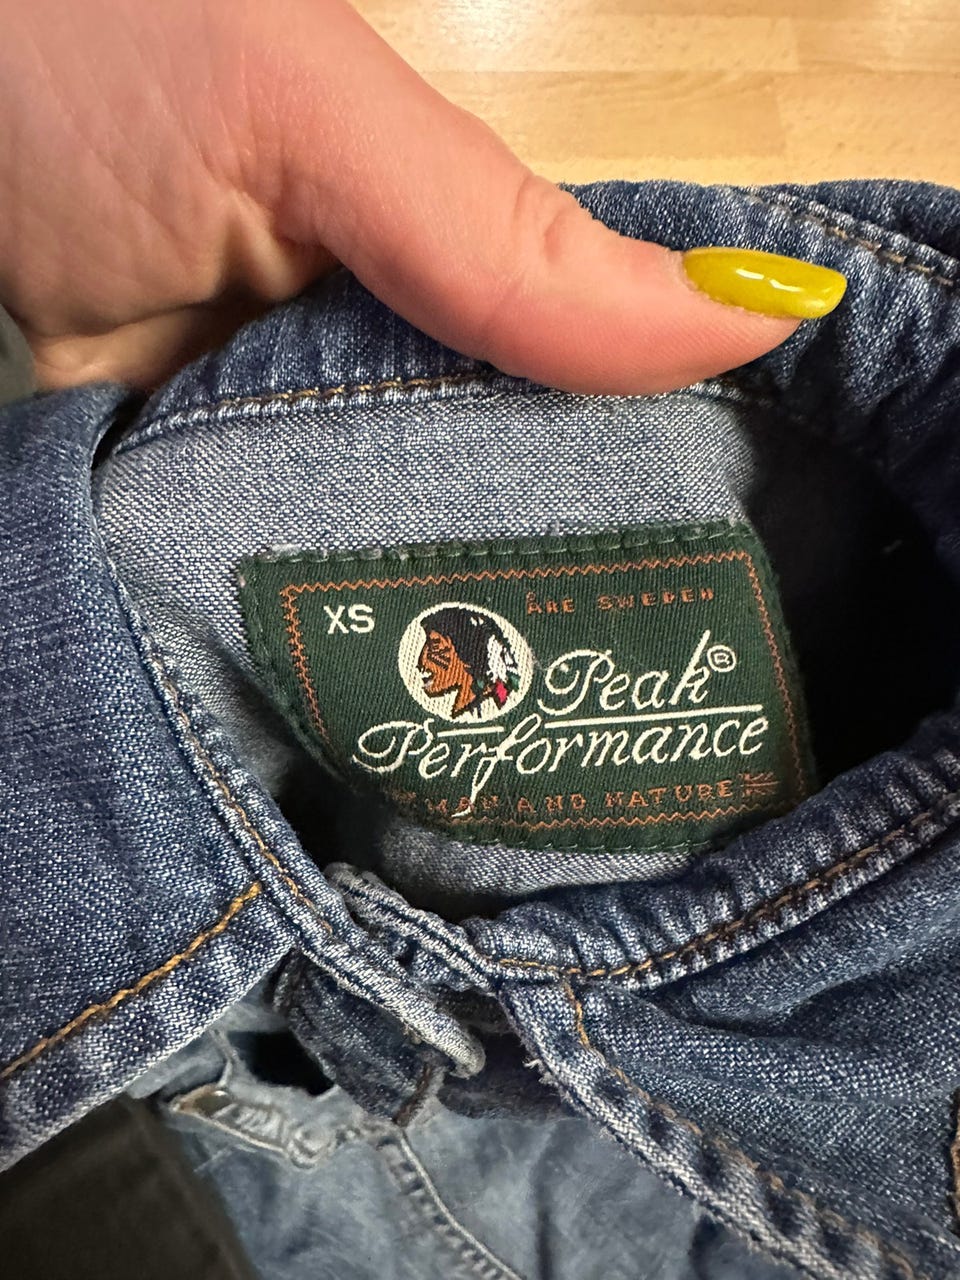 XS
ÅRE SWEDEN
Peak®
Performance
MAN AND NATURE